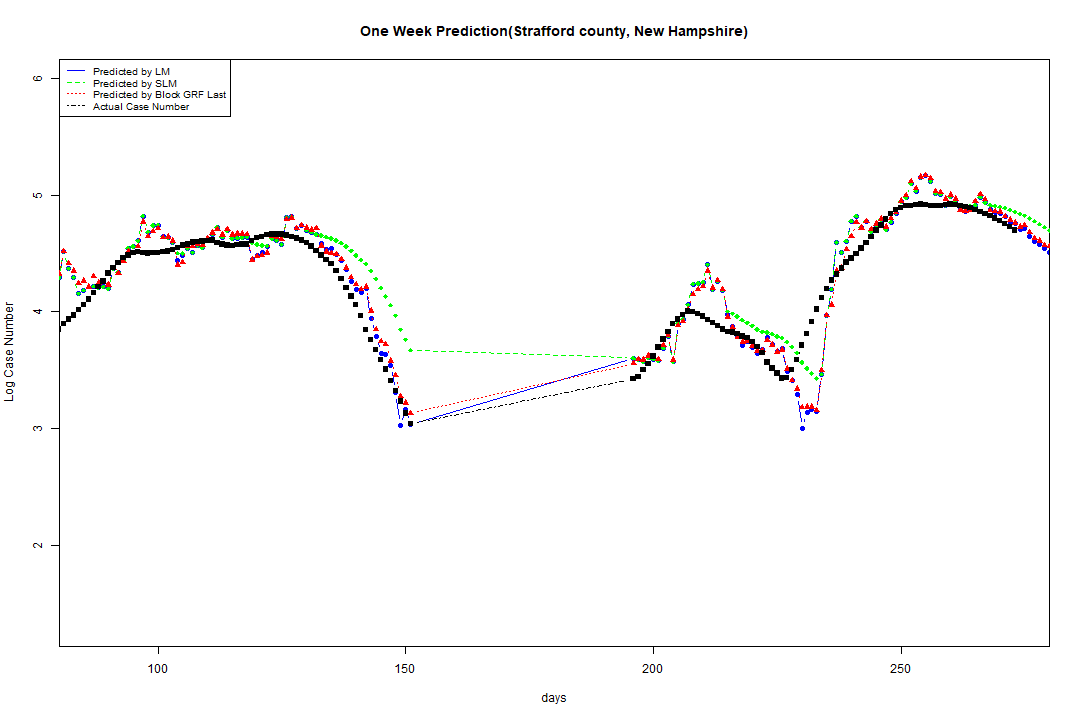 One Week Prediction(Strafford county, New Hampshire)
Predicted by LM
Predicted by SLM
Predicted by Block GRF Last
Actual Case Number
6
5
4
3
2
Log Case Number
100 150 200 250
days